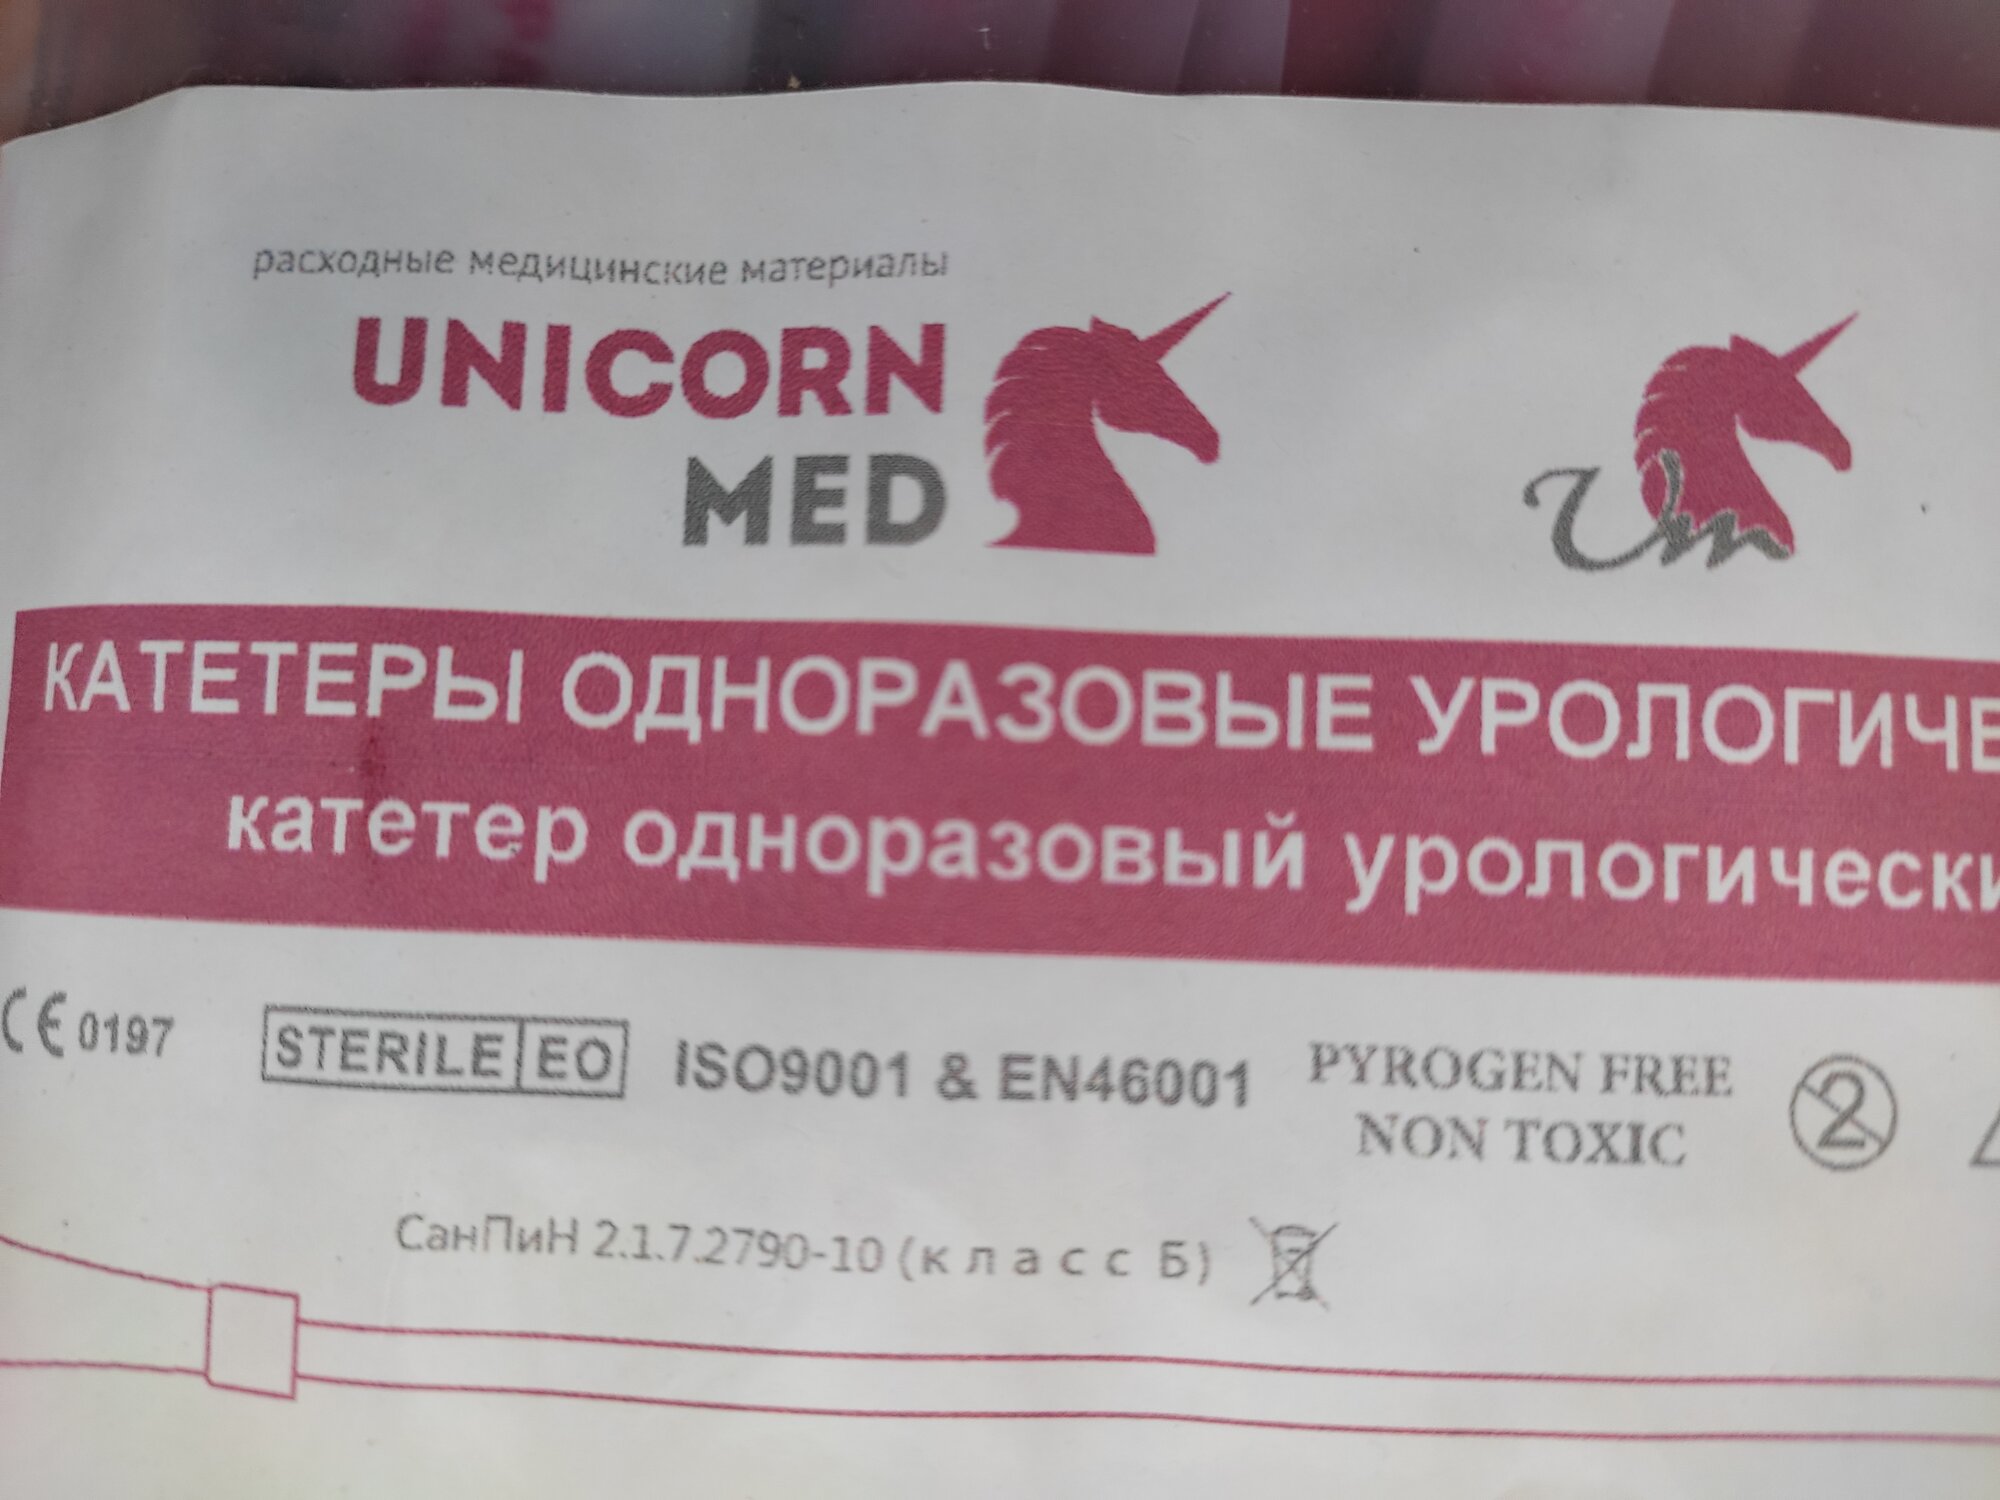 расходные медицинские материалы
UNICORN
MED
Um
КАТЕТЕРЫ ОДНОРАЗОВЫЕ УРОЛОГИЧЕ
катетер одноразовый урологически
CE 0197
STERILE EO
ISO9001 & EN46001
PYROGEN FREE
NON TOXIC
2
СанПиН 2.1.7.2790-10 (класс Б)